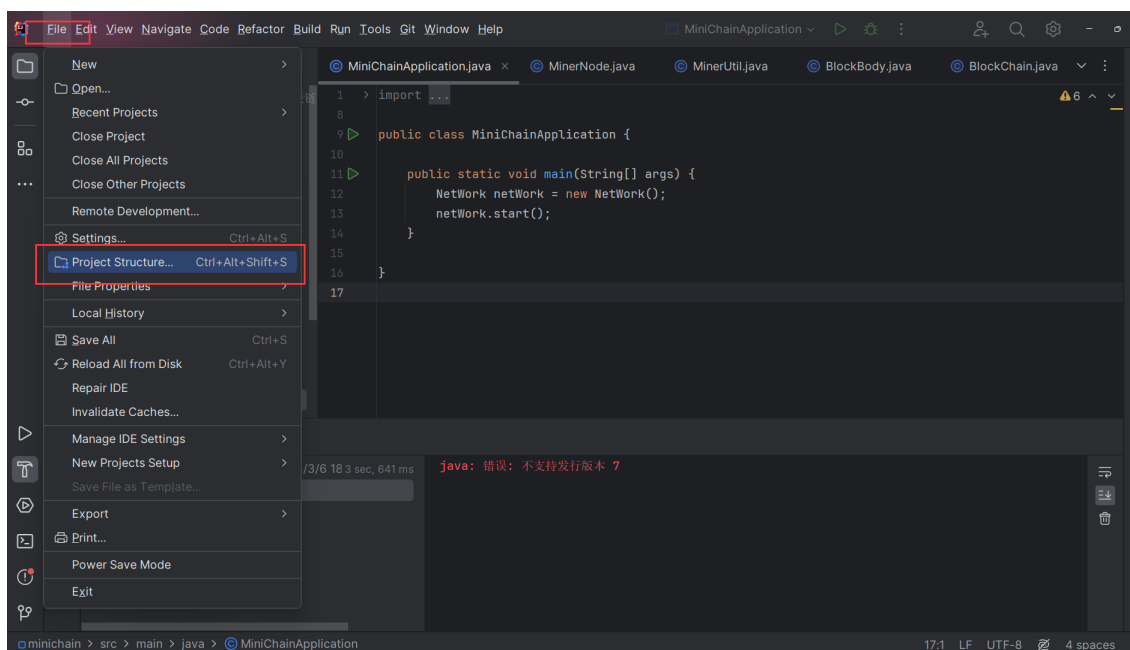 File Edit View Navigate Code Refactor Build Run Tools Git Window Help MiniChainApplication
New
Open...
Recent Projects
Close Project
Close All Projects
Close Other Projects
Remote Development...
Settings... Ctrl+Alt+S
Project Structure... Ctrl+Alt+Shift+S
File Properties
Local History
Save All Ctrl+S
Reload All from Disk Ctrl+Alt+Y
Repair IDE
Invalidate Caches...
Manage IDE Settings
New Projects Setup
Save File as Template...
Export
Print...
Power Save Mode
Exit
MiniChainApplication.java × MinerNode.java MinerUtil.java BlockBody.java BlockChain.java
链
6
1 > import ...
8
9 public class MiniChainApplication {
10
11 public static void main(String[] args) {
12 NetWork netWork = new NetWork();
13 netWork.start();
14 }
15
16 }
17
/3/6 18 3 sec, 641 ms
java: 错误: 不支持发行版本 7
minichain > src > main > java > MiniChainApplication 17:1 LF UTF-8 4 spaces